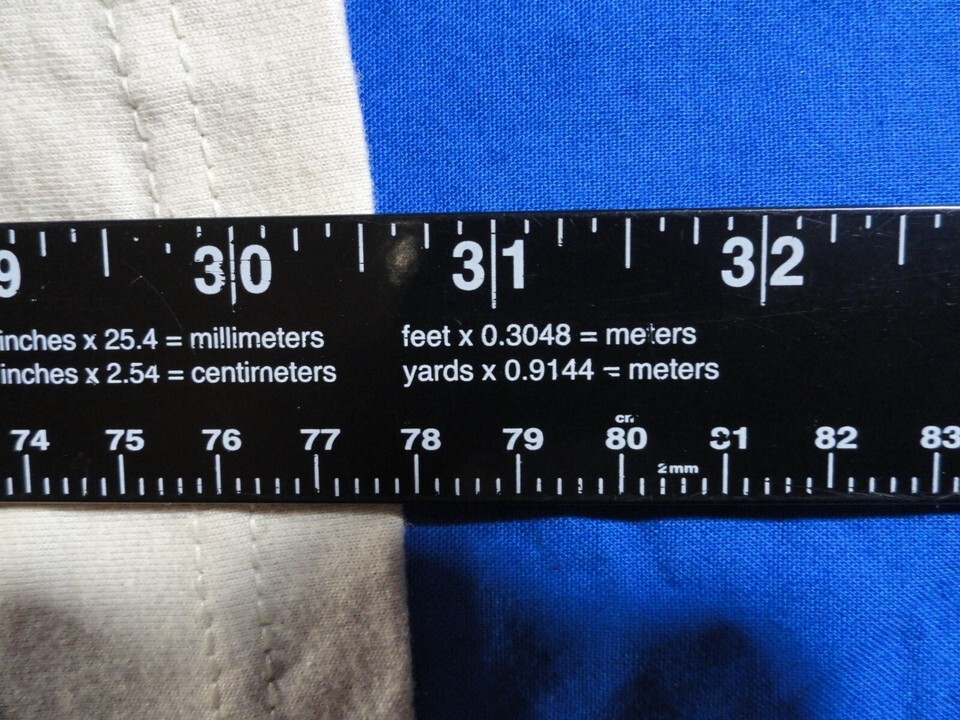 9 30 31 32
inches x 25.4 = millimeters feet x 0.3048 = meters
inches x 2.54 = centimeters yards x 0.9144 = meters
cm
74 75 76 77 78 79 80 81 82 83
2mm